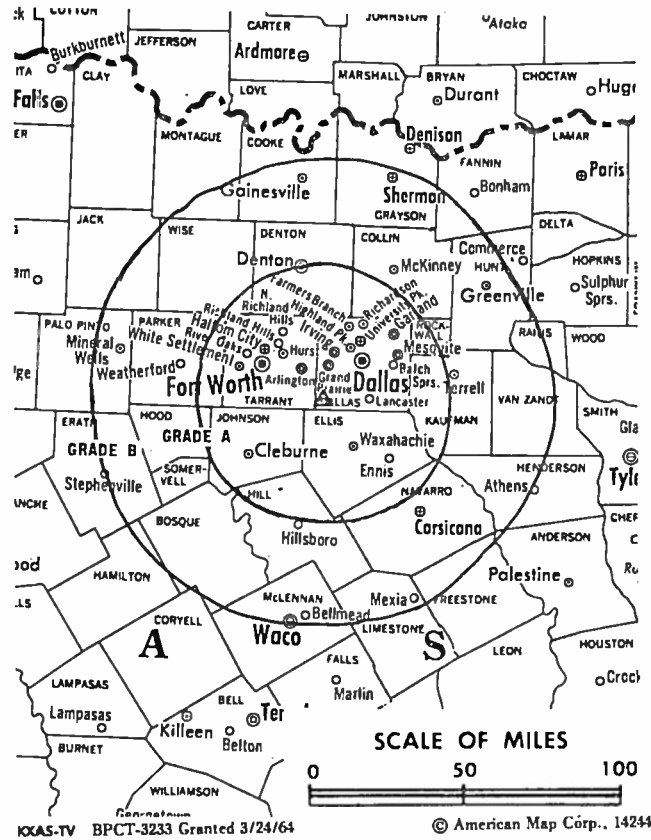 COTTON
CARTER
JOHNSTON
Atoka
Burkburnett
JEFFERSON
Ardmore
CLAY
MARSHALL
BRYAN
CHOCTAW
Falls
LOVE
Durant
Hug
MONTAGUE
COOKE
Denison
LAMAR
FANNIN
Paris
Gainesville
Sherman
Bonham
GRAYSON
JACK
WISE
DENTON
COLLIN
DELTA
Commerce
HUNT
HOPKINS
Denton
McKinney
Sulphur
Sprs.
Greenville
Farmers Branch
Richardson
N.
Richland
Hills
Highland Pk.
University Pk.
Garland
Richland Hills
Haltom City
Irving
ROCK-
WALL
RAINS
PALO PINTO
PARKER
River Oaks
Hurst
Mesquite
WOOD
Mineral
Wells
White Settlement
Weatherford
Fort Worth
Arlington
Grand
Prairie
Dallas
Balch
Sprs.
Terrell
TARRANT
DALLAS
Lancaster
VAN ZANDT
ERATH
HOOD
JOHNSON
ELLIS
KAUFMAN
SMITH
GRADE B
GRADE A
Cleburne
Waxahachie
Ennis
Tyle
SOMER-
VELL
Stephenville
HENDERSON
HILL
NAVARRO
Athens
BOSQUE
Hillsboro
Corsicana
ANDERSON
CHER
HAMILTON
Palestine
McLENNAN
Mexia
FREESTONE
CORYELL
Bellmead
Waco
LIMESTONE
A
S
HOUSTON
FALLS
LEON
LAMPASAS
Marlin
Crock
BELL
Lampasas
Killeen
Ter
Belton
BURNET
SCALE OF MILES
WILLIAMSON
0 50 100
Georgetown
KXAS-TV BPCT-3233 Granted 3/24/64
© American Map Corp., 14244